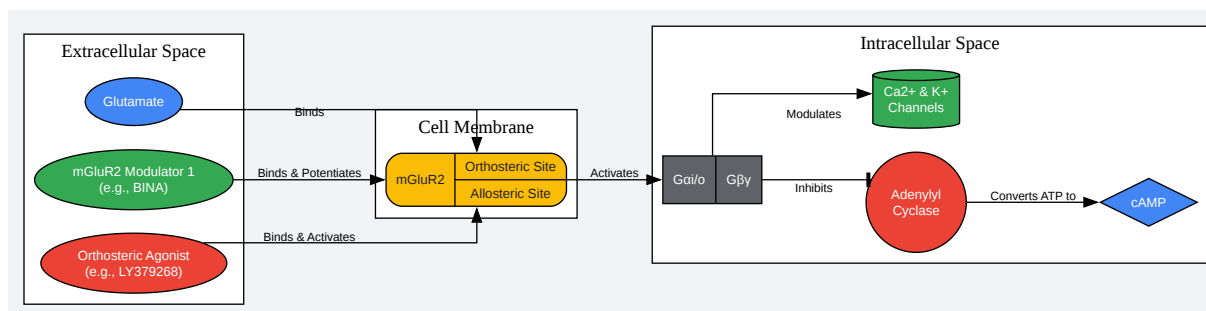 Extracellular Space
Glutamate
mGluR2 Modulator 1
(e.g., BINA)
Orthosteric Agonist
(e.g., LY379268)
Binds
Binds & Potentiates
Binds & Activates
Cell Membrane
mGluR2
Orthosteric Site
Allosteric Site
Activates
Intracellular Space
Gαi/o
Gβγ
Modulates
Inhibits
Ca2+ & K+
Channels
Adenylyl
Cyclase
Converts ATP to
cAMP